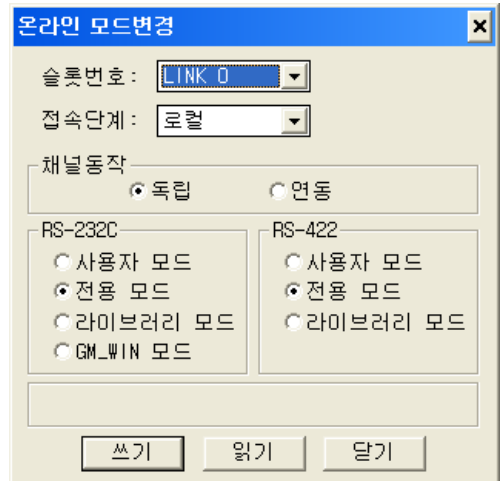 온라인 모드변경
슬롯번호: LINK 0
접속단계: 로컬
채널동작
독립 연동
RS-232C RS-422
사용자 모드 사용자 모드
전용 모드 전용 모드
라이브러리 모드 라이브러리 모드
GM_WIN 모드
쓰기 읽기 닫기